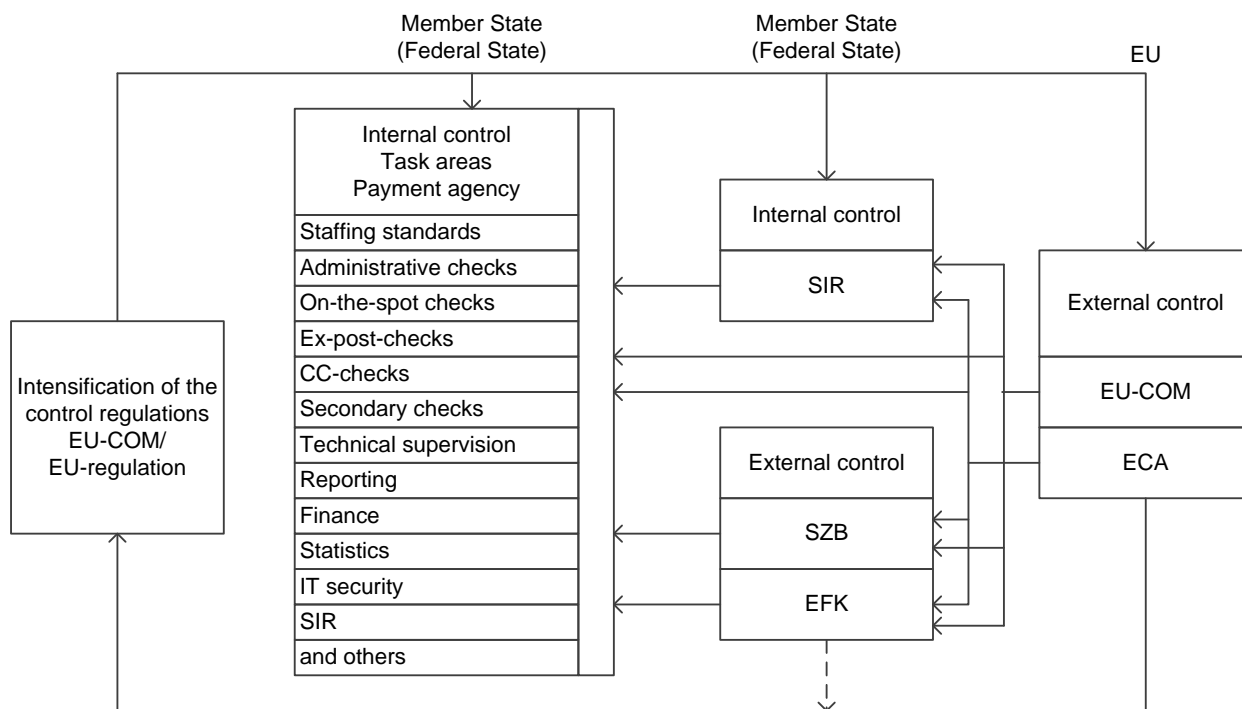 Member State
(Federal State)
Member State
(Federal State)
EU
Internal control
Task areas
Payment agency
Staffing standards
Administrative checks
On-the-spot checks
Ex-post-checks
CC-checks
Secondary checks
Technical supervision
Reporting
Finance
Statistics
IT security
SIR
and others
Internal control
SIR
External control
SZB
EFK
External control
EU-COM
ECA
Intensification of the
control regulations
EU-COM/
EU-regulation